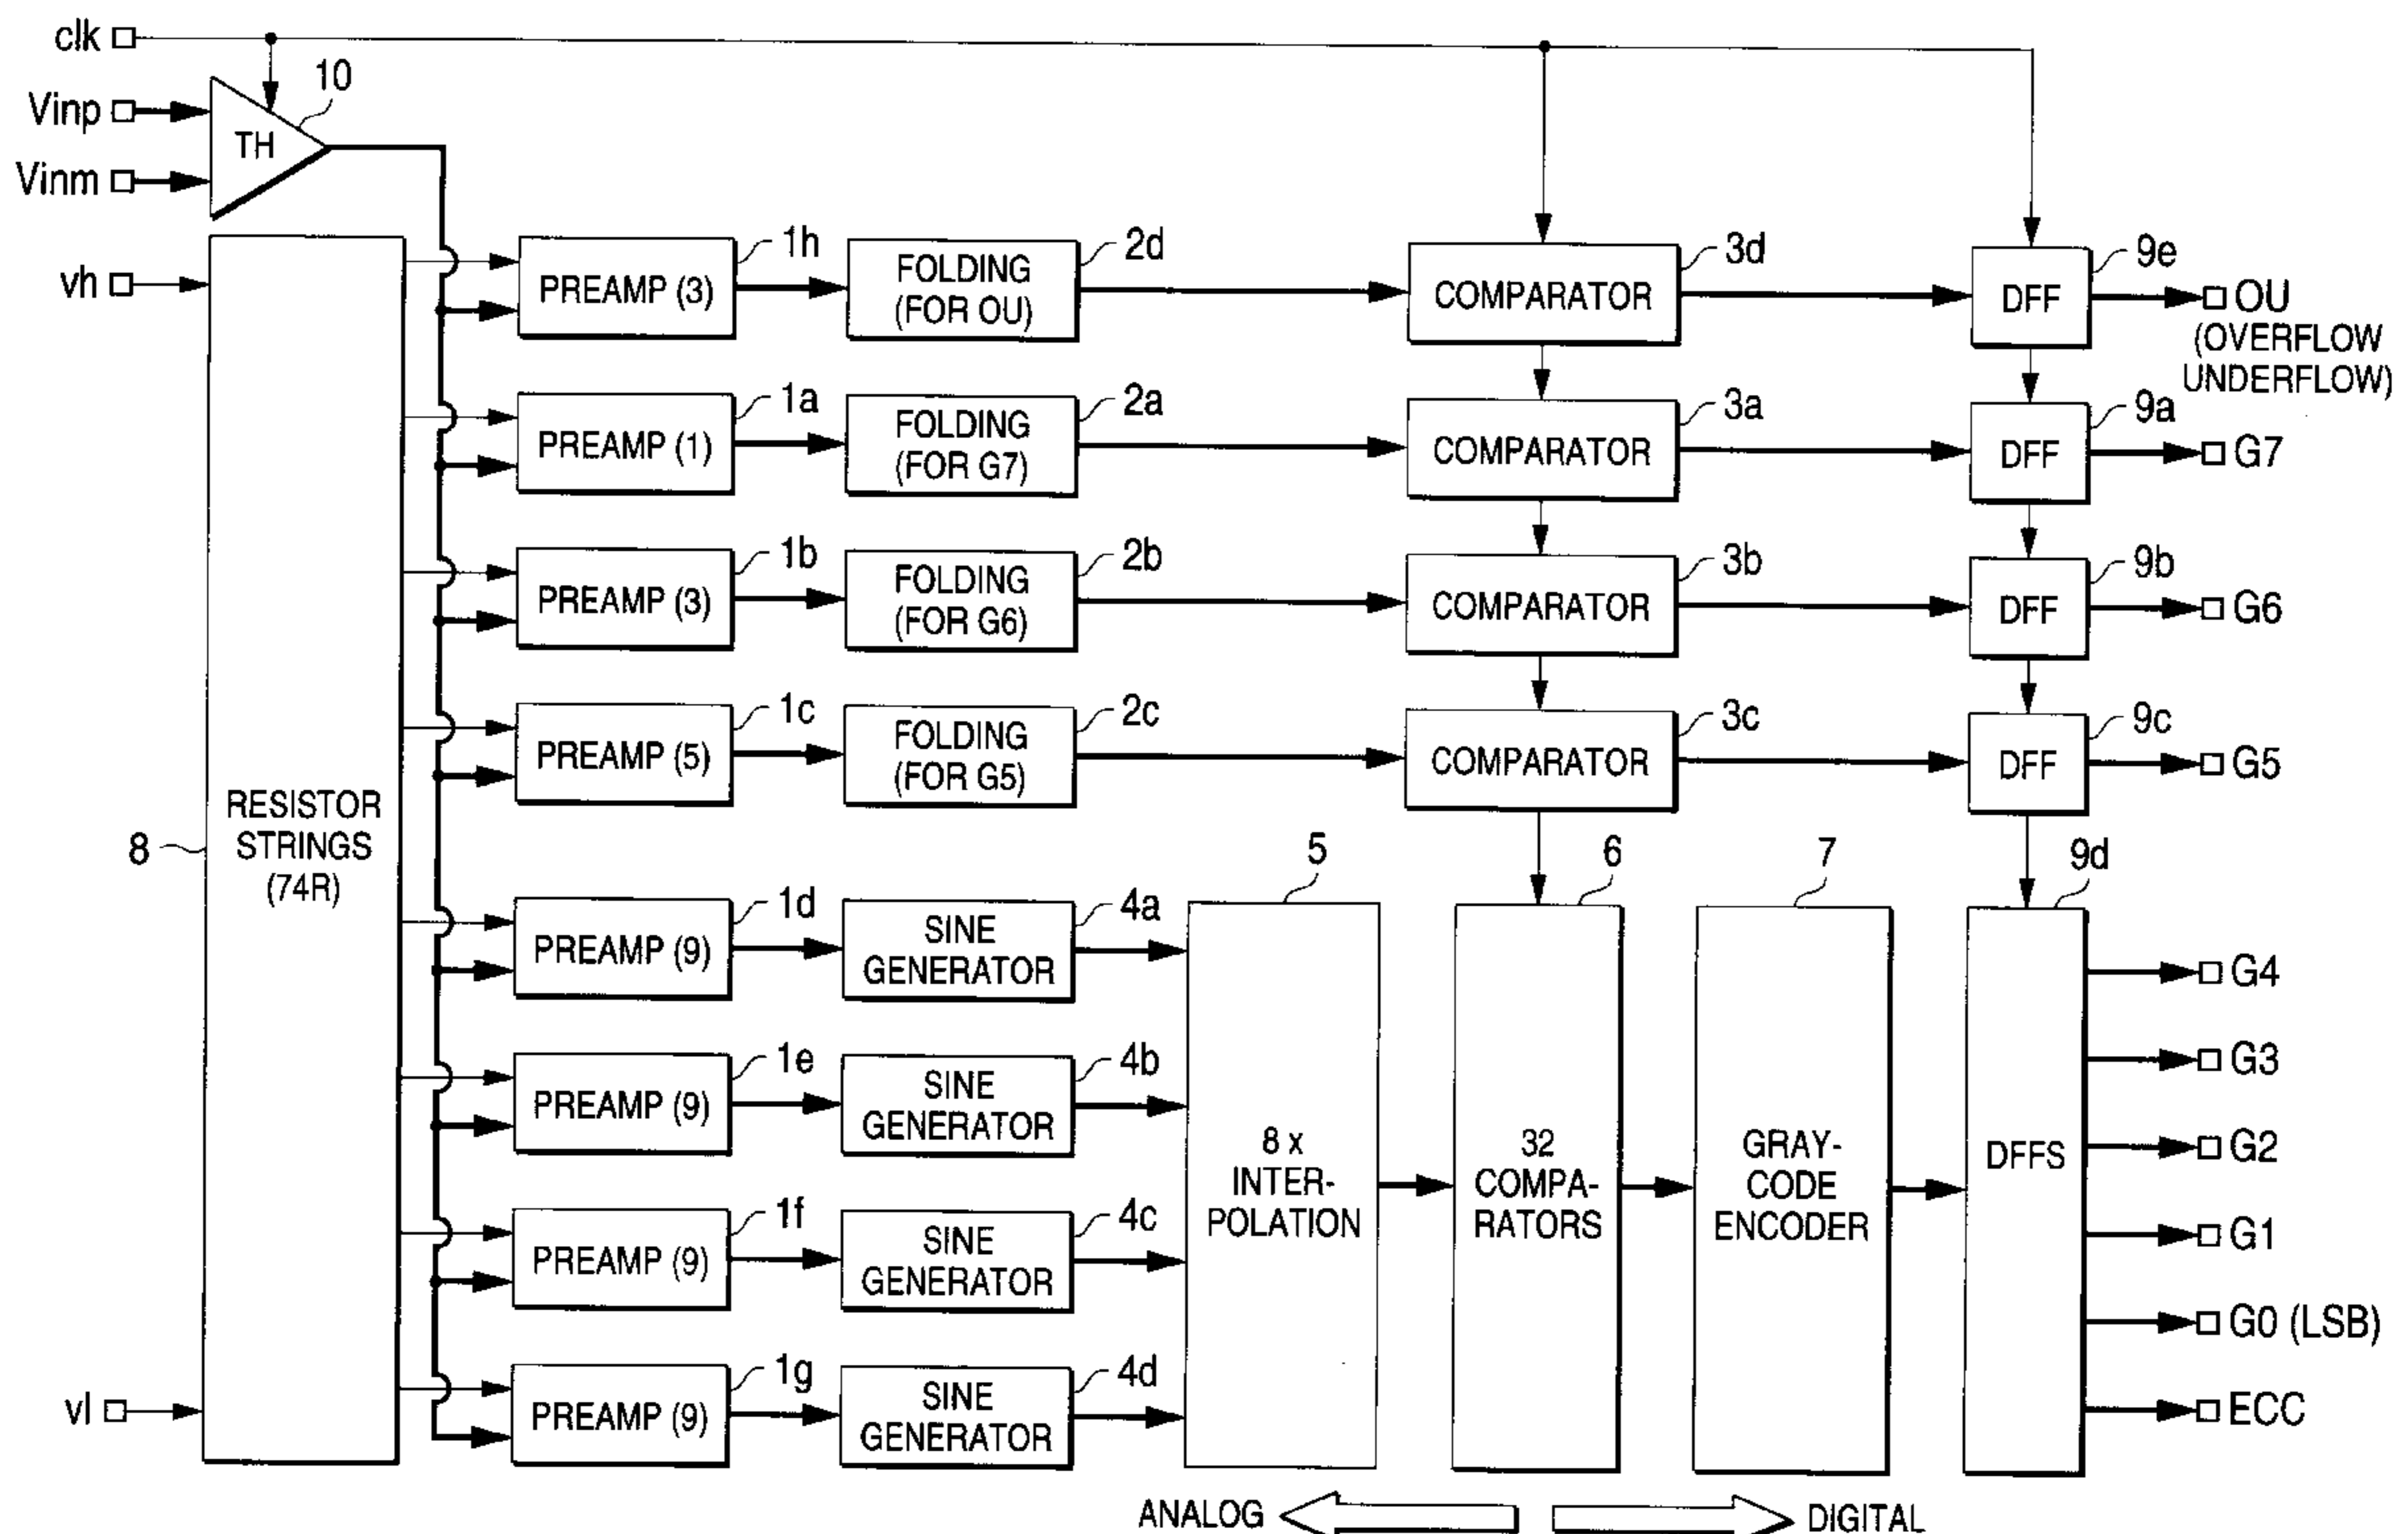 clk
10
Vinp
TH
Vinm
vh
PREAMP (3)
1h
FOLDING
(FOR OU)
2d
COMPARATOR
3d
DFF
9e
OU
(OVERFLOW
UNDERFLOW)
PREAMP (1)
1a
FOLDING
(FOR G7)
2a
COMPARATOR
3a
DFF
9a
G7
PREAMP (3)
1b
FOLDING
(FOR G6)
2b
COMPARATOR
3b
DFF
9b
G6
PREAMP (5)
1c
FOLDING
(FOR G5)
2c
COMPARATOR
3c
DFF
9c
G5
8
RESISTOR
STRINGS
(74R)
PREAMP (9)
1d
SINE
GENERATOR
4a
PREAMP (9)
1e
SINE
GENERATOR
4b
PREAMP (9)
1f
SINE
GENERATOR
4c
vl
PREAMP (9)
1g
SINE
GENERATOR
4d
5
8 x
INTER-
POLATION
6
32
COMPA-
RATORS
7
GRAY-
CODE
ENCODER
9d
DFFS
G4
G3
G2
G1
G0 (LSB)
ECC
ANALOG
DIGITAL